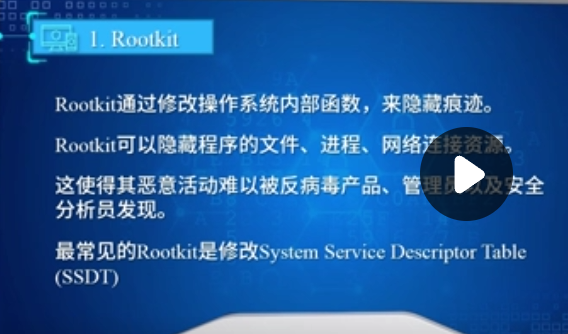 1. Rootkit
Rootkit通过修改操作系统内部函数，来隐藏痕迹。
Rootkit可以隐藏程序的文件、进程、网络连接资源。
这使得其恶意活动难以被反病毒产品、管理员以及安全
分析员发现。
最常见的Rootkit是修改System Service Descriptor Table
(SSDT)